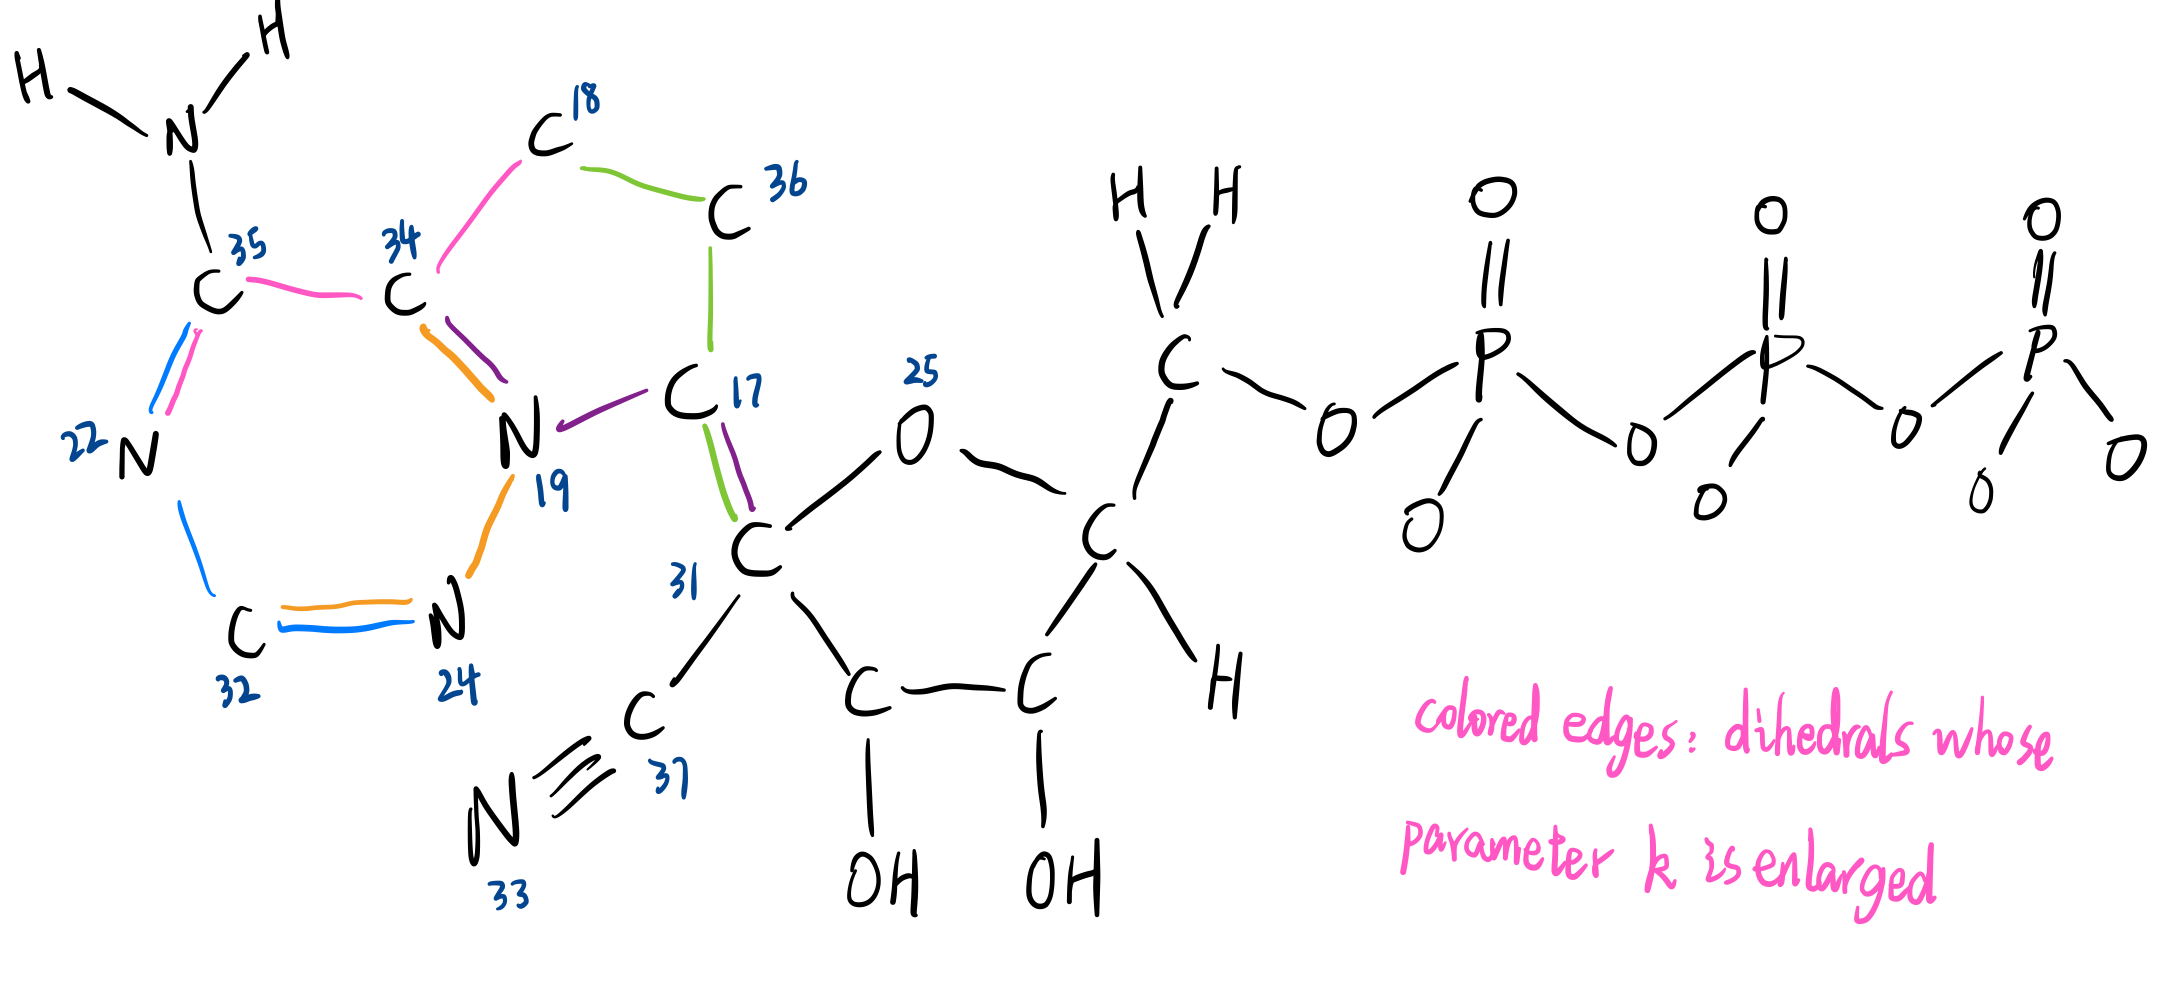 H H
N C 18
C 36
35 34
C C
H H
O O O
22 N N 19 C 17 O 25 C O P O P O P O
O O O
C 32 N 24 C 31 C
37 C C C H
N 33 OH OH
colored edges: dihedrals whose
parameter k is enlarged